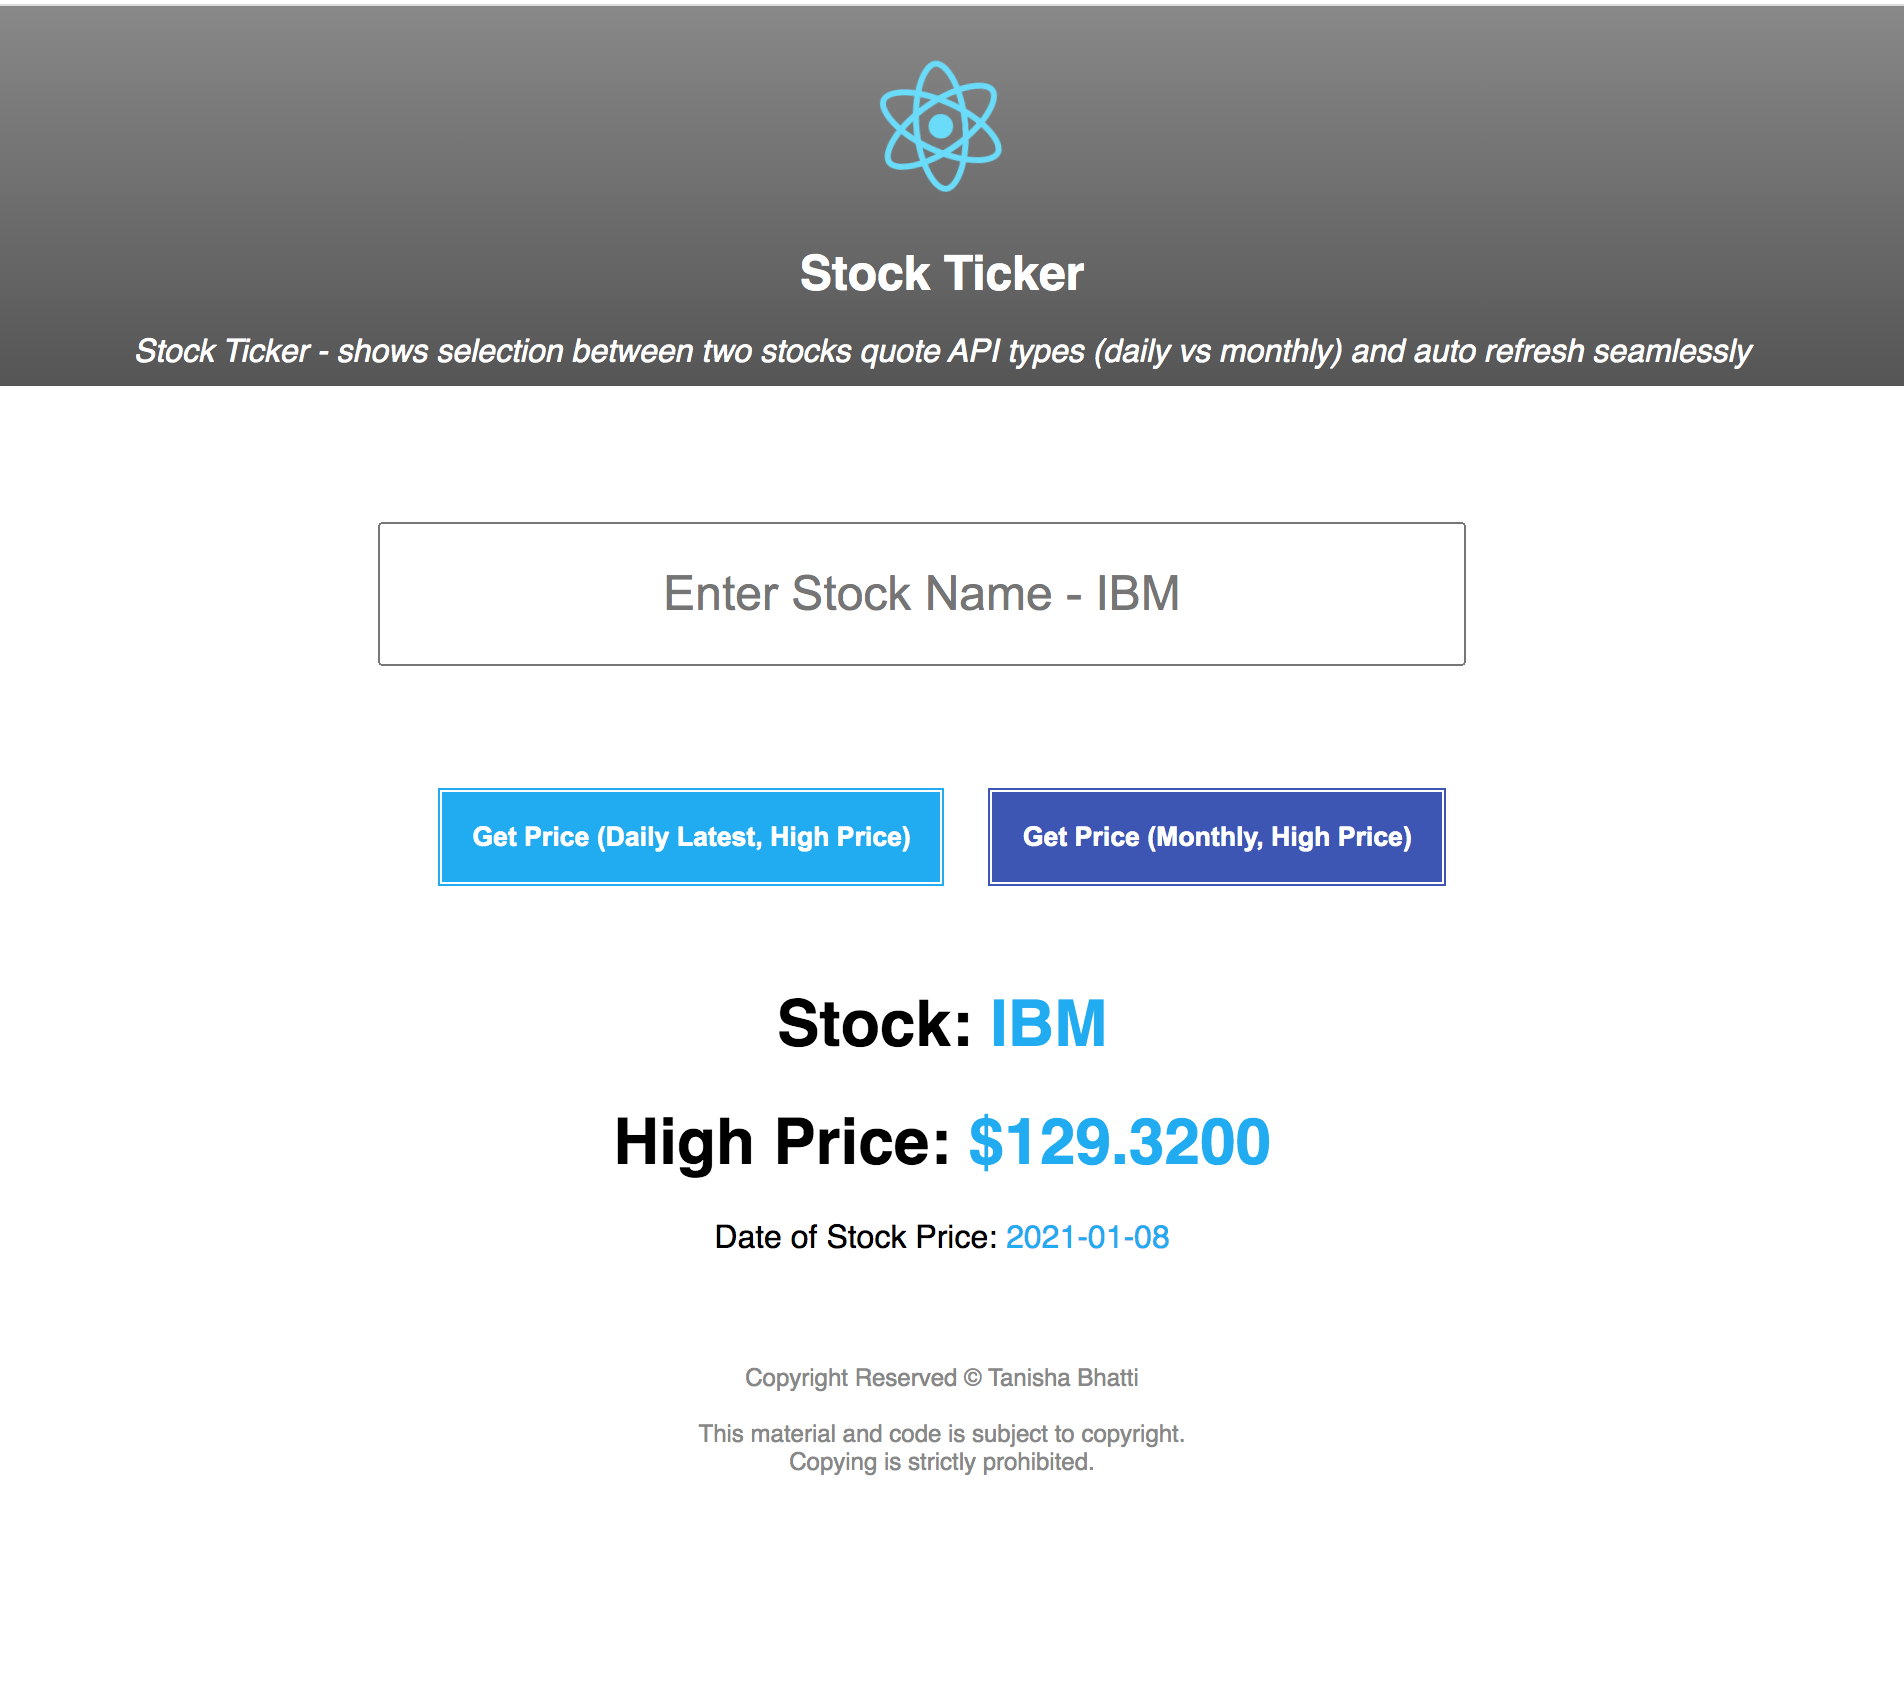 Stock Ticker
Stock Ticker - shows selection between two stocks quote API types (daily vs monthly) and auto refresh seamlessly
Enter Stock Name - IBM
Get Price (Daily Latest, High Price)
Get Price (Monthly, High Price)
Stock: IBM
High Price: $129.3200
Date of Stock Price: 2021-01-08
Copyright Reserved © Tanisha Bhatti
This material and code is subject to copyright.
Copying is strictly prohibited.